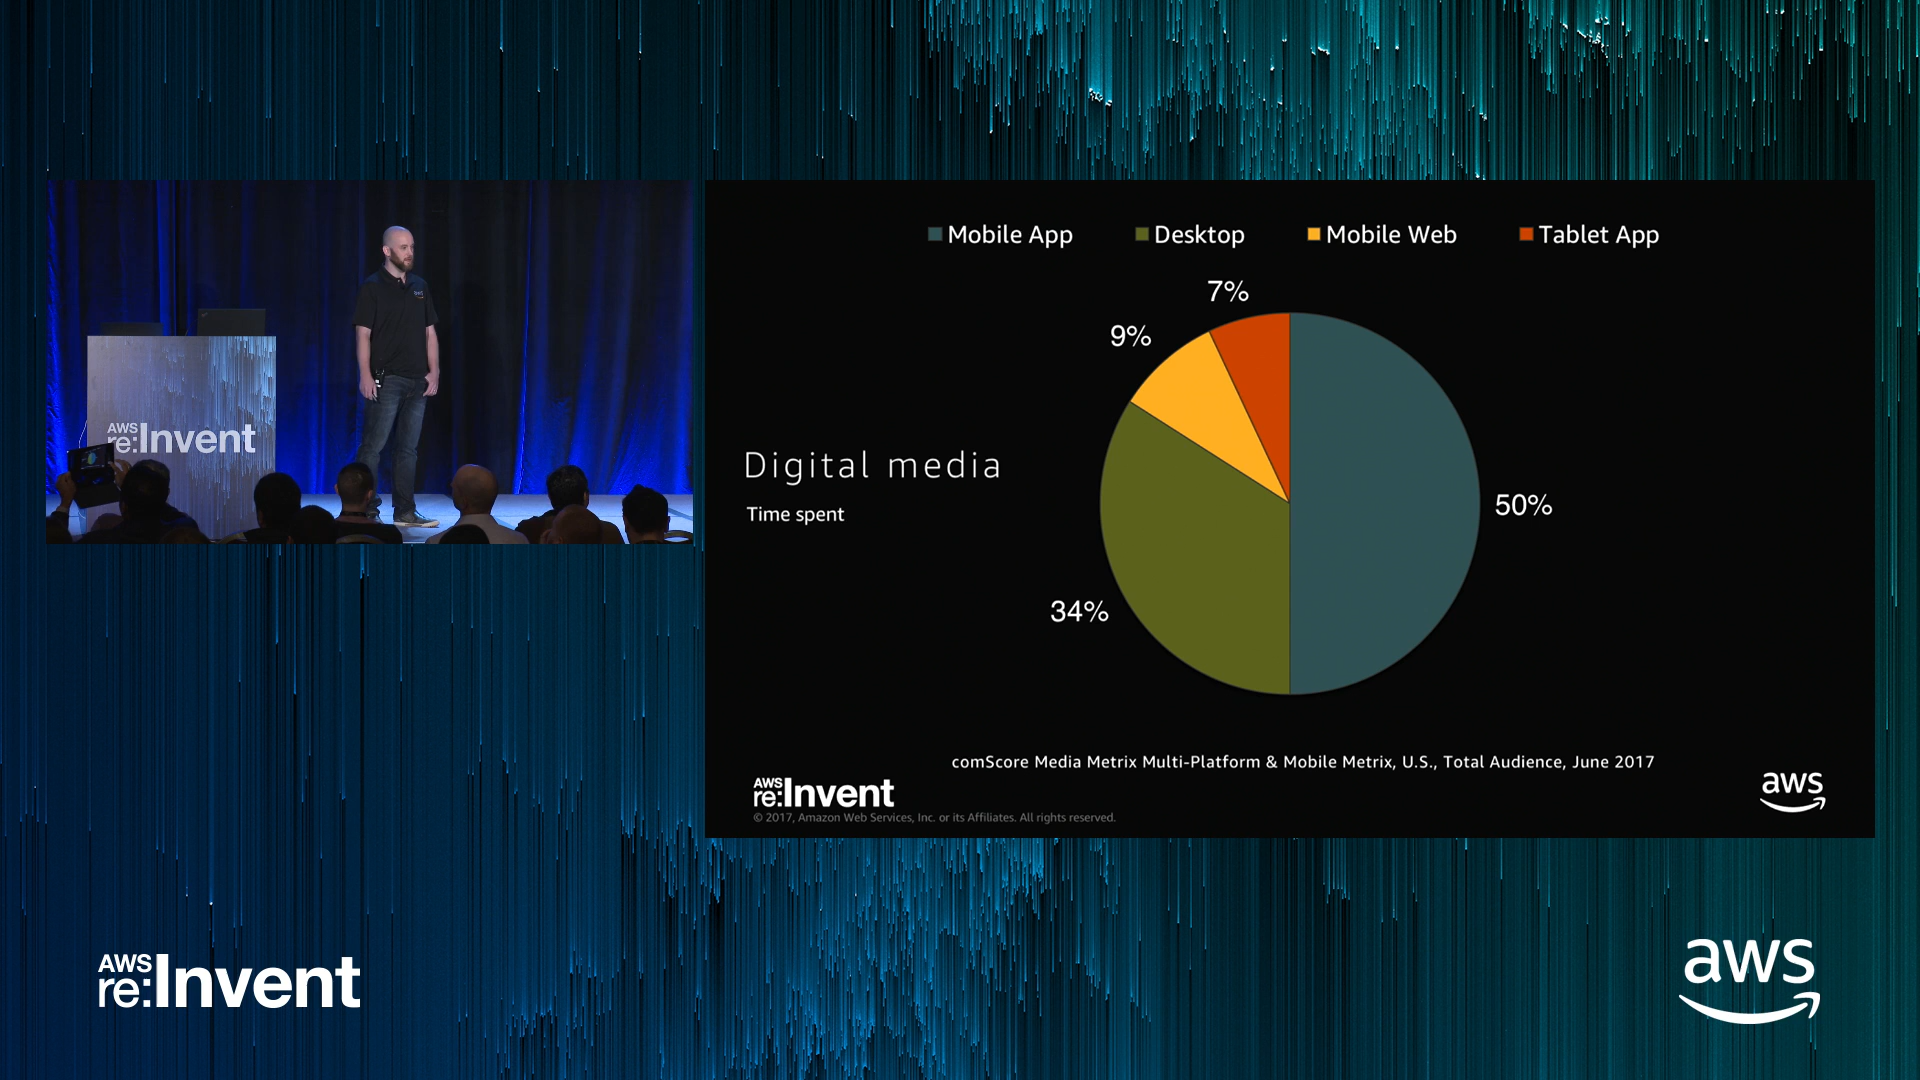 AWS
re:Invent
Mobile App
Desktop
Mobile Web
Tablet App
7%
9%
50%
34%
Digital media
Time spent
comScore Media Metrix Multi-Platform & Mobile Metrix, U.S., Total Audience, June 2017
AWS
re:Invent
© 2017, Amazon Web Services, Inc. or its Affiliates. All rights reserved.
aws
AWS
re:Invent
aws